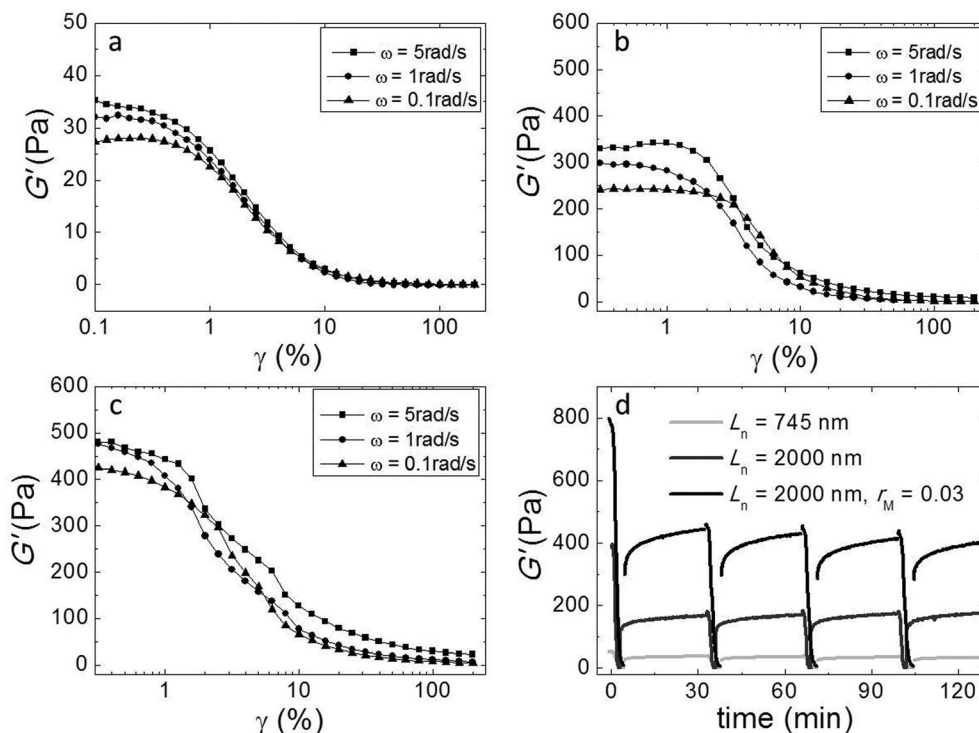 a
50
40
30
20
10
0
G′(Pa)
0.1 1 10 100
γ (%)
ω = 5rad/s
ω = 1rad/s
ω = 0.1rad/s
b
600
500
400
300
200
100
0
G′(Pa)
1 10 100
γ (%)
ω = 5rad/s
ω = 1rad/s
ω = 0.1rad/s
c
600
500
400
300
200
100
0
G′(Pa)
1 10 100
γ (%)
ω = 5rad/s
ω = 1rad/s
ω = 0.1rad/s
d
800
600
400
200
0
G′(Pa)
0 30 60 90 120
time (min)
Lₙ = 745 nm
Lₙ = 2000 nm
Lₙ = 2000 nm, r_M = 0.03